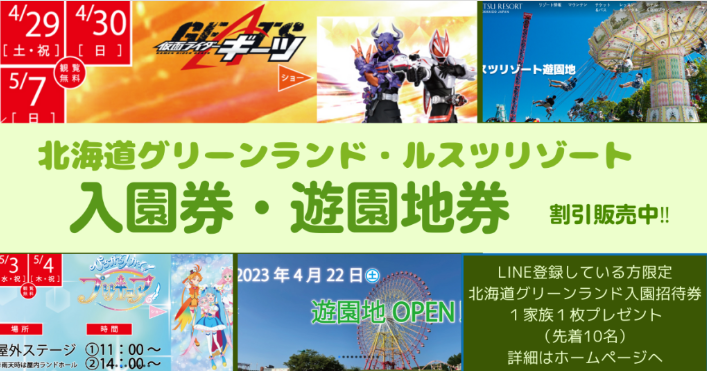 4/29
[土・祝]
4/30
[日]
観覧
無料
5/7
[日]
GEATS
仮面ライダーギーツ
ショー
TSU RESORT
スツリゾート遊園地
北海道グリーンランド・ルスツリゾート
入園券・遊園地券
割引販売中!!
5/3
水・祝]
5/4
[木・祝]
プリキュア
場所
時間
屋外ステージ
①11：00～
②14：00～
雨天時は屋内ランドホール
2023年4月22日土
遊園地 OPEN
LINE登録している方限定
北海道グリーンランド入園招待券
１家族１枚プレゼント
（先着10名）
詳細はホームページへ